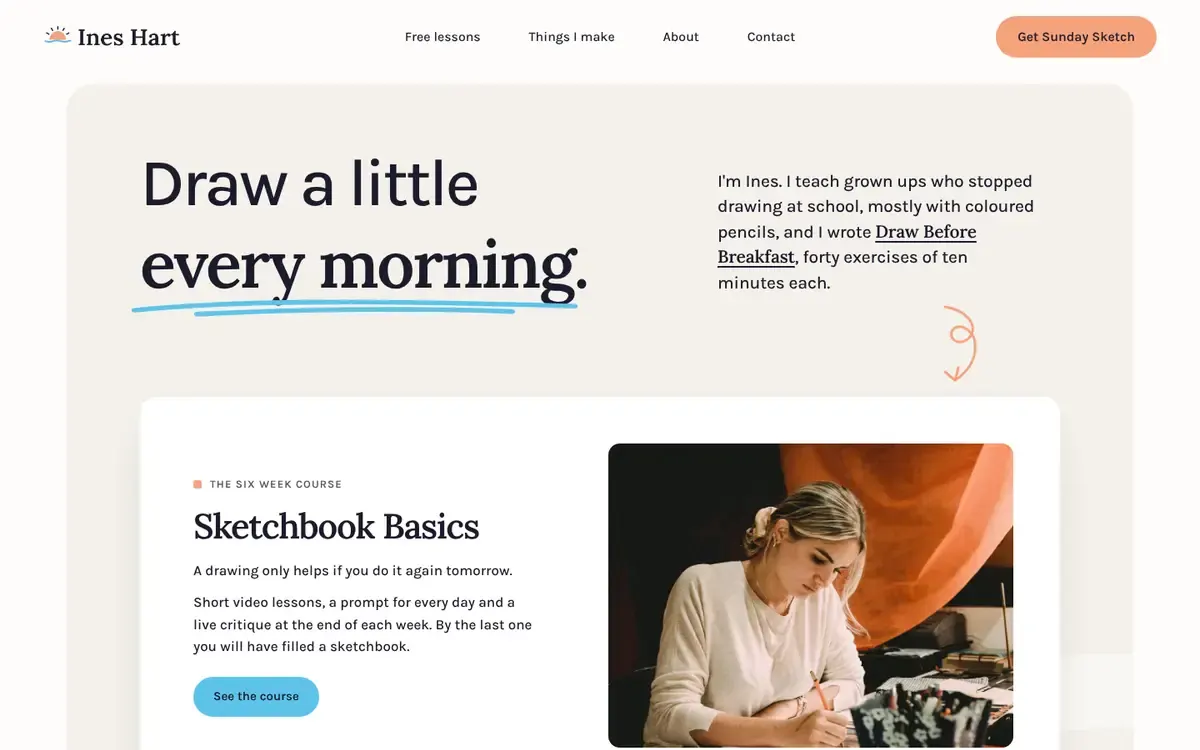 Ines Hart
Free lessons
Things I make
About
Contact
Get Sunday Sketch
Draw a little
every morning.
I'm Ines. I teach grown ups who stopped
drawing at school, mostly with coloured
pencils, and I wrote Draw Before
Breakfast, forty exercises of ten
minutes each.
THE SIX WEEK COURSE
Sketchbook Basics
A drawing only helps if you do it again tomorrow.
Short video lessons, a prompt for every day and a
live critique at the end of each week. By the last one
you will have filled a sketchbook.
See the course